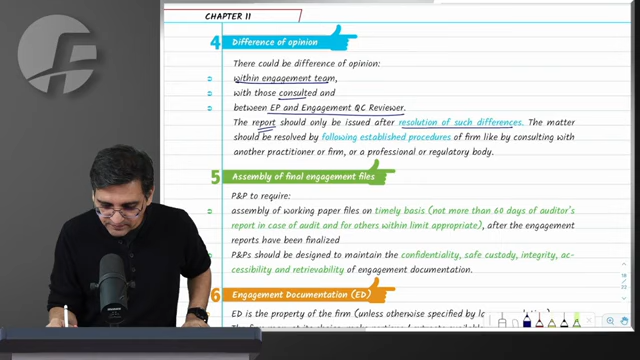 CHAPTER 11
4 Difference of opinion
There could be difference of opinion:
within engagement team,
with those consulted and
between EP and Engagement QC Reviewer.
The report should only be issued after resolution of such differences. The matter
should be resolved by following established procedures of firm like by consulting with
another practitioner or firm, or a professional or regulatory body.
5 Assembly of final engagement files
P&P to require:
assembly of working paper files on timely basis (not more than 60 days of auditor's
report in case of audit and for others within limit appropriate), after the engagement
reports have been finalized
P&Ps should be designed to maintain the confidentiality, safe custody, integrity, ac-
cessibility and retrievability of engagement documentation.
6 Engagement Documentation (ED)
ED is the property of the firm (unless otherwise specified by